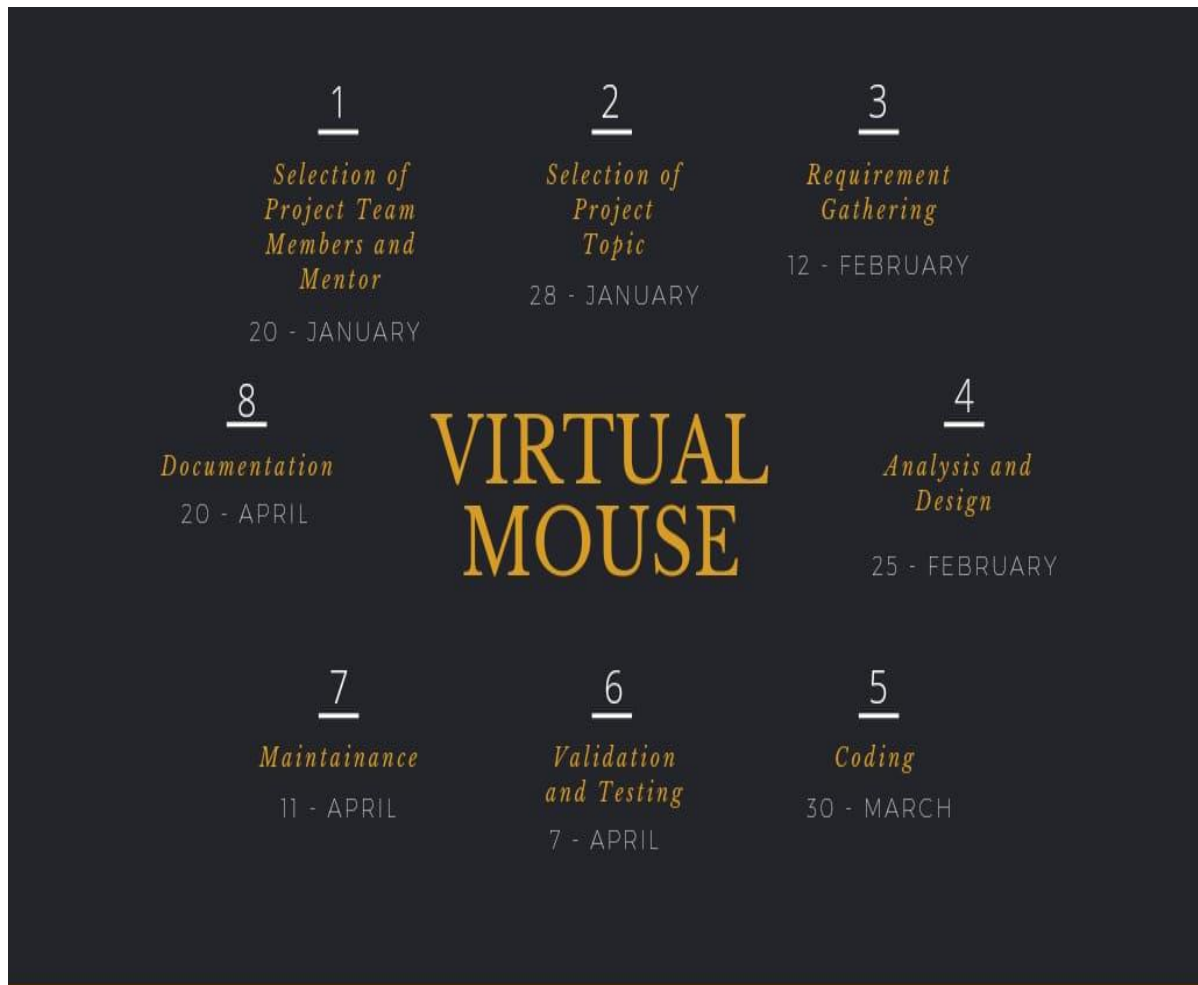 1
Selection of
Project Team
Members and
Mentor
20 - JANUARY
2
Selection of
Project
Topic
28 - JANUARY
3
Requirement
Gathering
12 - FEBRUARY
VIRTUAL
MOUSE
4
Analysis and
Design
25 - FEBRUARY
5
Coding
30 - MARCH
6
Validation
and Testing
7 - APRIL
7
Maintainance
11 - APRIL
8
Documentation
20 - APRIL